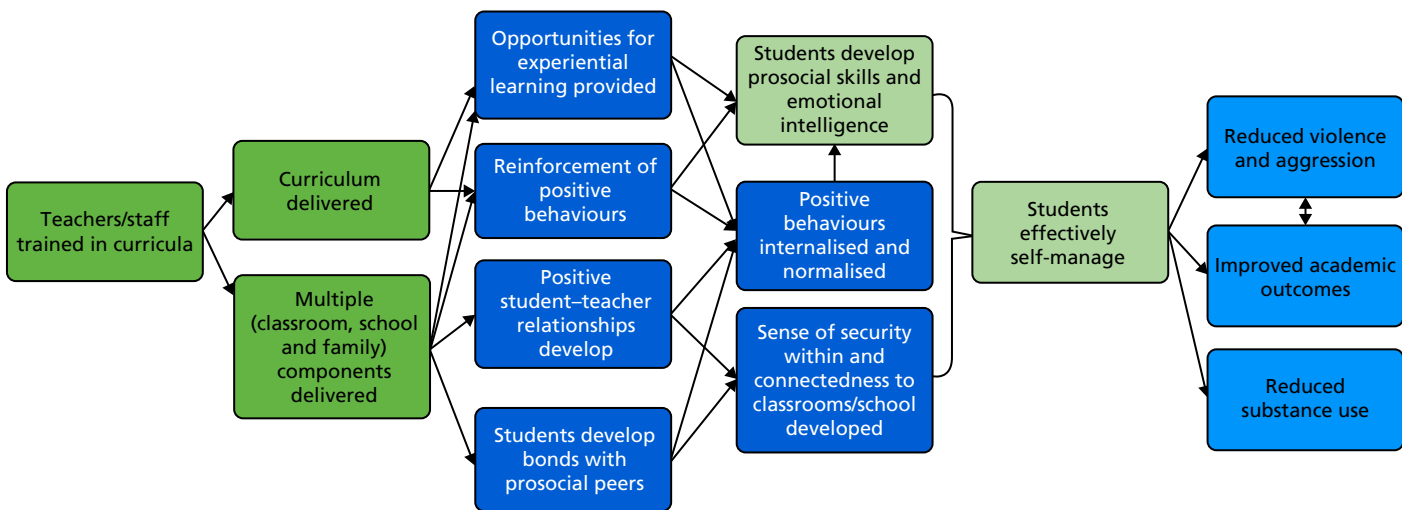 Teachers/staff
trained in curricula
Curriculum
delivered
Multiple
(classroom, school
and family)
components
delivered
Opportunities for
experiential
learning provided
Reinforcement of
positive
behaviours
Positive
student–teacher
relationships
develop
Students develop
bonds with
prosocial peers
Students develop
prosocial skills and
emotional
intelligence
Positive
behaviours
internalised and
normalised
Sense of security
within and
connectedness to
classrooms/school
developed
Students
effectively
self-manage
Reduced violence
and aggression
Improved academic
outcomes
Reduced
substance use